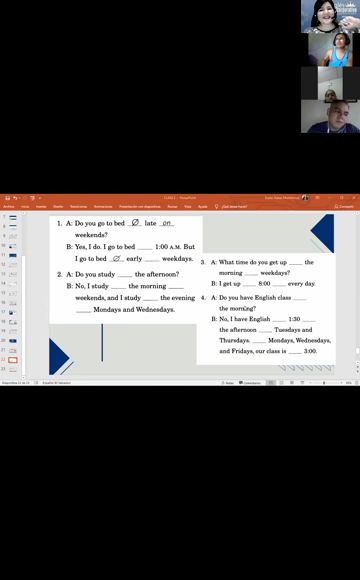 1. A: Do you go to bed Ø late on
weekends?
B: Yes, I do. I go to bed ____ 1:00 A.M. But
I go to bed Ø early ____ weekdays.
2. A: Do you study ____ the afternoon?
B: No, I study ____ the morning ____
weekends, and I study ____ the evening
____ Mondays and Wednesdays.
3. A: What time do you get up ____ the
morning ____ weekdays?
B: I get up ____ 8:00 ____ every day.
4. A: Do you have English class ____
the morning?
B: No, I have English ____ 1:30 ____
the afternoon ____ Tuesdays and
Thursdays. ____ Mondays, Wednesdays,
and Fridays, our class is ____ 3:00.